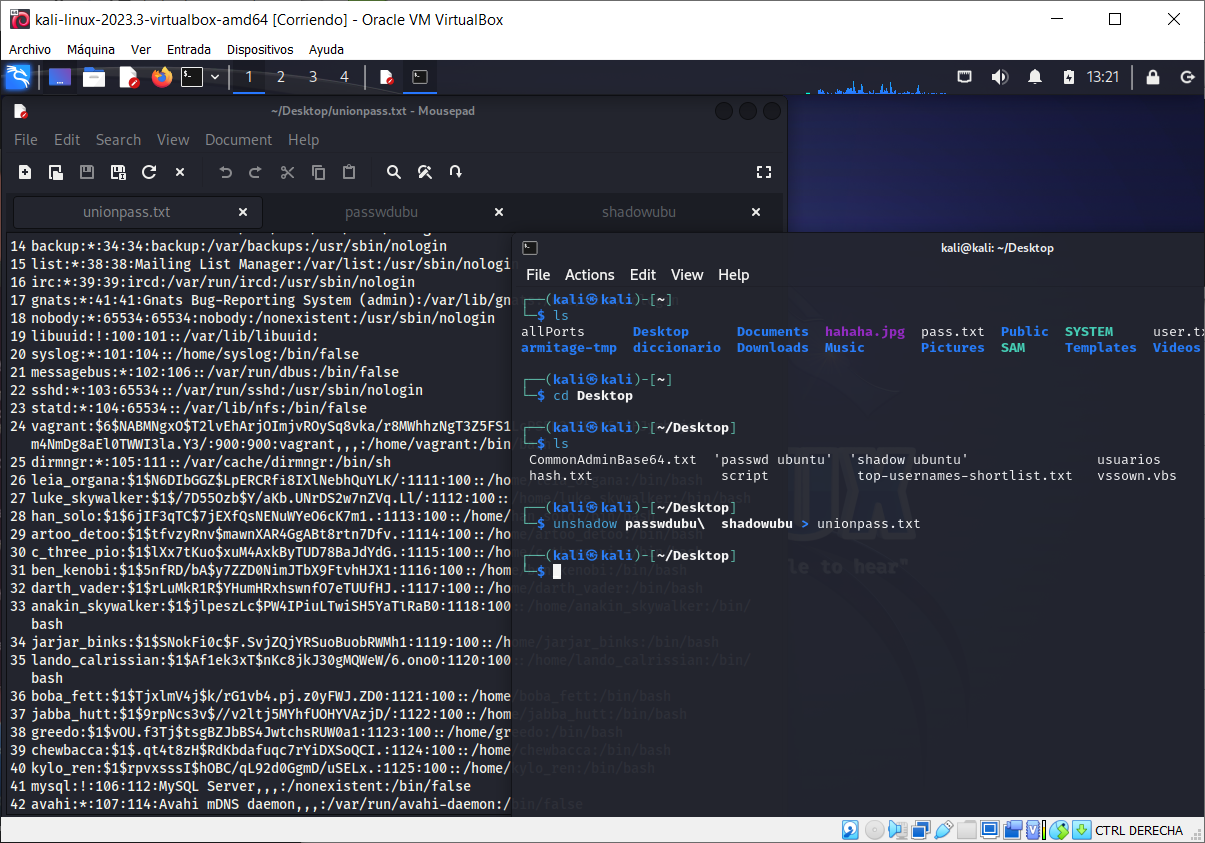 kali-linux-2023.3-virtualbox-amd64 [Corriendo] - Oracle VM VirtualBox
Archivo Máquina Ver Entrada Dispositivos Ayuda
1 2 3 4 13:21
~/Desktop/unionpass.txt - Mousepad
File Edit Search View Document Help
unionpass.txt passwdubu shadowubu
14 backup:*:34:34:backup:/var/backups:/usr/sbin/nologin
15 list:*:38:38:Mailing List Manager:/var/list:/usr/sbin/nologin
16 irc:*:39:39:ircd:/var/run/ircd:/usr/sbin/nologin
17 gnats:*:41:41:Gnats Bug-Reporting System (admin):/var/lib/gna
18 nobody:*:65534:65534:nobody:/nonexistent:/usr/sbin/nologin
19 libuuid:!:100:101::/var/lib/libuuid:
20 syslog:*:101:104::/home/syslog:/bin/false
21 messagebus:*:102:106::/var/run/dbus:/bin/false
22 sshd:*:103:65534::/var/run/sshd:/usr/sbin/nologin
23 statd:*:104:65534::/var/lib/nfs:/bin/false
24 vagrant:$6$NABMNgxO$T2lvEhArjOImjvROySq8vka/r8MWhhzNgT3Z5FS1
m4NmDg8aEl0TWWI3la.Y3/:900:900:vagrant,,,:/home/vagrant:/bin/
25 dirmngr:*:105:111::/var/cache/dirmngr:/bin/sh
26 leia_organa:$1$N6DIbGGZ$LpERCRfi8IXlNebhQuYLK/:1111:100::/home/leia_organa:/bin/bash
27 luke_skywalker:$1$/7D55Ozb$Y/aKb.UNrDS2w7nZVq.Ll/:1112:100::/home/luke_skywalker:/bin/bash
28 han_solo:$1$6jIF3qTC$7jEXfQsNENuWYeO6cK7m1.:1113:100::/home/han_solo:/bin/bash
29 artoo_detoo:$1$tfvzyRnv$mawnXAR4GgABt8rtn7Dfv.:1114:100::/home/artoo_detoo:/bin/bash
30 c_three_pio:$1$lXx7tKuo$xuM4AxkByTUD78BaJdYdG.:1115:100::/home/c_three_pio:/bin/bash
31 ben_kenobi:$1$5nfRD/bA$y7ZZD0NimJTbX9FtvhHJX1:1116:100::/home/ben_kenobi:/bin/bash
32 darth_vader:$1$rLuMkR1R$YHumHRxhswnfO7eTUUfHJ.:1117:100::/home/darth_vader:/bin/bash
33 anakin_skywalker:$1$jlpeszLc$PW4IPiuLTwiSH5YaTlRaB0:1118:100::/home/anakin_skywalker:/bin/
bash
34 jarjar_binks:$1$SNokFi0c$F.SvjZQjYRSuoBuobRWMh1:1119:100::/home/jarjar_binks:/bin/bash
35 lando_calrissian:$1$Af1ek3xT$nKc8jkJ30gMQWeW/6.ono0:1120:100::/home/lando_calrissian:/bin/
bash
36 boba_fett:$1$TjxlmV4j$k/rG1vb4.pj.z0yFWJ.ZD0:1121:100::/home/boba_fett:/bin/bash
37 jabba_hutt:$1$9rpNcs3v$//v2ltj5MYhfUOHYVAzjD/:1122:100::/home/jabba_hutt:/bin/bash
38 greedo:$1$vOU.f3Tj$tsgBZJbBS4JwtchsRUW0a1:1123:100::/home/greedo:/bin/bash
39 chewbacca:$1$.qt4t8zH$RdKbdafuqc7rYiDXSoQCI.:1124:100::/home/chewbacca:/bin/bash
40 kylo_ren:$1$rpvxsssI$hOBC/qL92d0GgmD/uSELx.:1125:100::/home/kylo_ren:/bin/bash
41 mysql:!:106:112:MySQL Server,,,:/nonexistent:/bin/false
42 avahi:*:107:114:Avahi mDNS daemon,,,:/var/run/avahi-daemon:/bin/false
kali@kali: ~/Desktop
File Actions Edit View Help
┌──(kali㉿kali)-[~]
└─$ ls
allPorts Desktop Documents hahaha.jpg pass.txt Public SYSTEM user.tx
armitage-tmp diccionario Downloads Music Pictures SAM Templates Videos
┌──(kali㉿kali)-[~]
└─$ cd Desktop
┌──(kali㉿kali)-[~/Desktop]
└─$ ls
CommonAdminBase64.txt 'passwd ubuntu' 'shadow ubuntu' usuarios
hash.txt script top-usernames-shortlist.txt vssown.vbs
┌──(kali㉿kali)-[~/Desktop]
└─$ unshadow passwdubu\ shadowubu > unionpass.txt
┌──(kali㉿kali)-[~/Desktop]
└─$
CTRL DERECHA